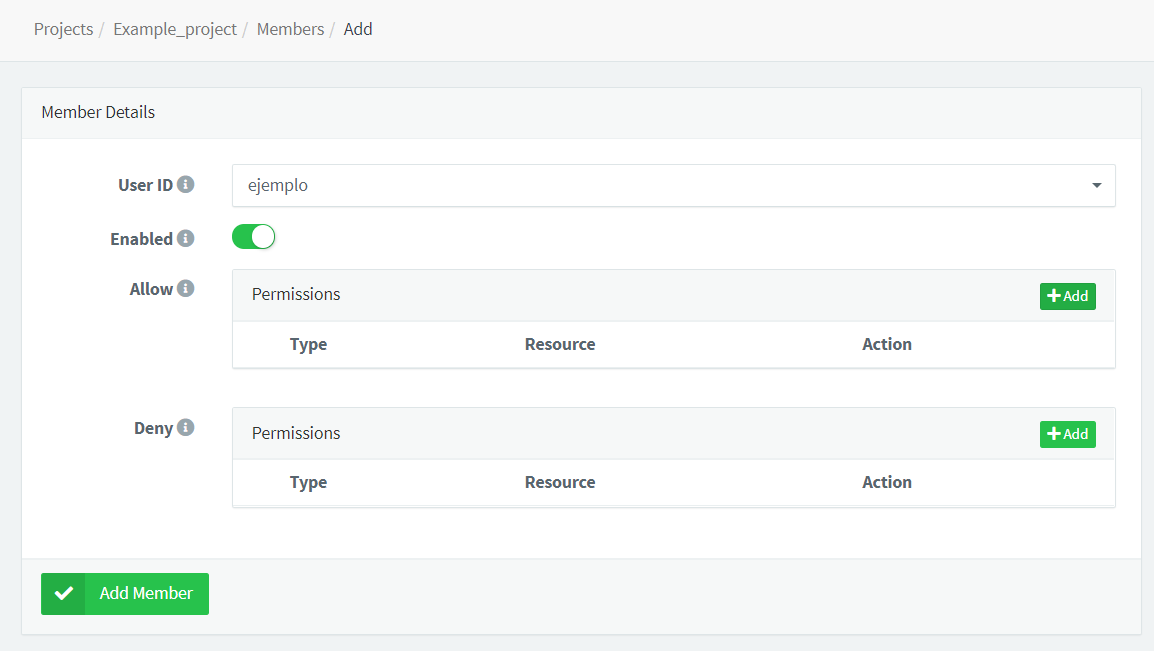 Projects / Example_project / Members / Add
Member Details
User ID ejemplo
Enabled
Allow Permissions Add
Type Resource Action
Deny Permissions Add
Type Resource Action
Add Member